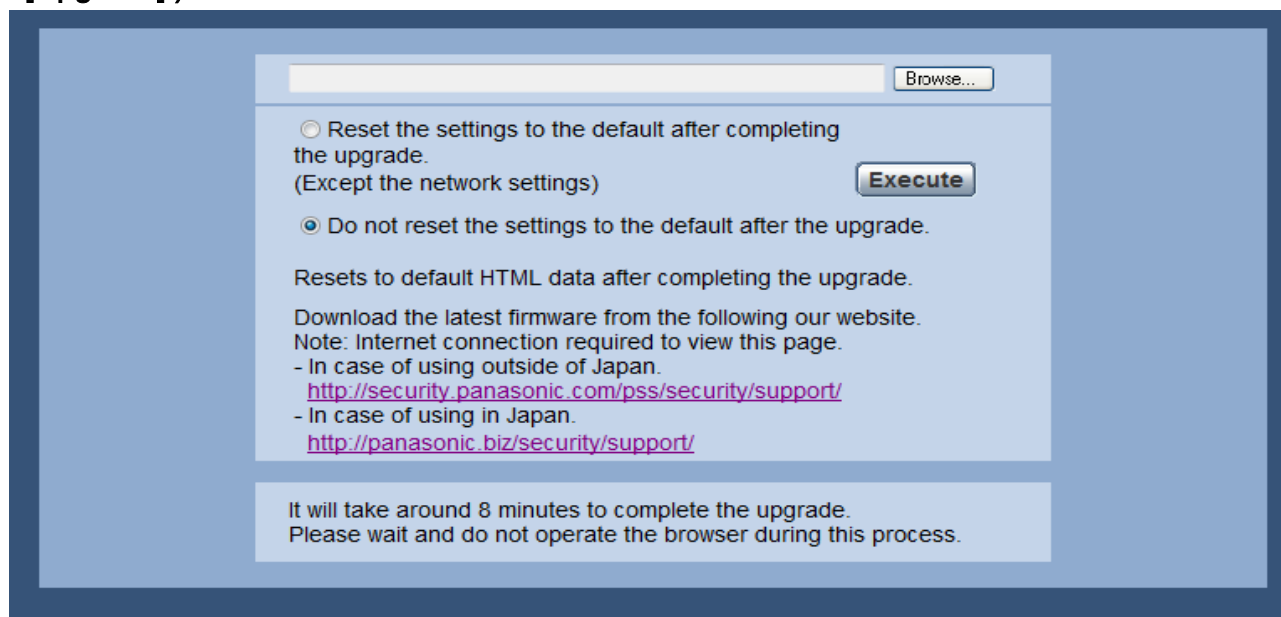 Browse...
Reset the settings to the default after completing
the upgrade.
(Except the network settings)
Execute
Do not reset the settings to the default after the upgrade.
Resets to default HTML data after completing the upgrade.
Download the latest firmware from the following our website.
Note: Internet connection required to view this page.
- In case of using outside of Japan.
http://security.panasonic.com/pss/security/support/
- In case of using in Japan.
http://panasonic.biz/security/support/
It will take around 8 minutes to complete the upgrade.
Please wait and do not operate the browser during this process.